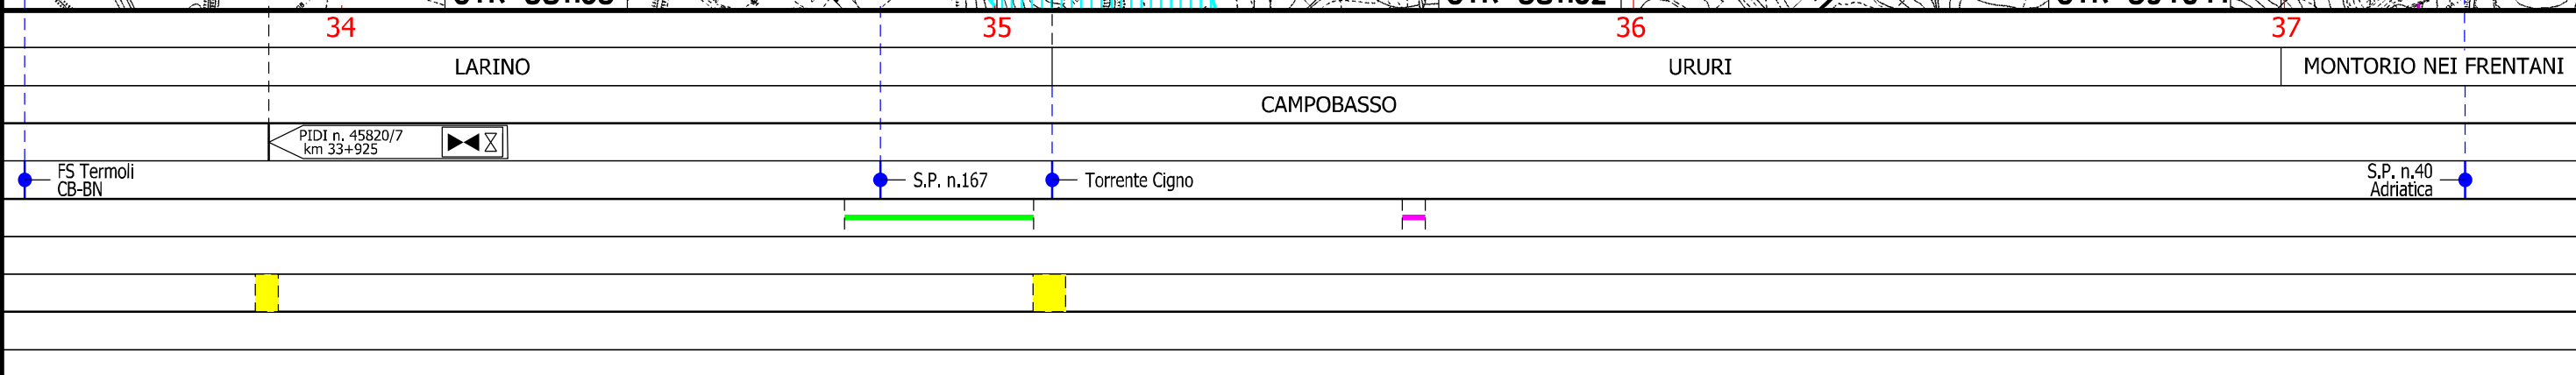 34 35 36 37
LARINO URURI MONTORIO NEI FRENTANI
CAMPOBASSO
PIDI n. 45820/7
km 33+925
FS Termoli
CB-BN
S.P. n.167
Torrente Cigno
S.P. n.40
Adriatica